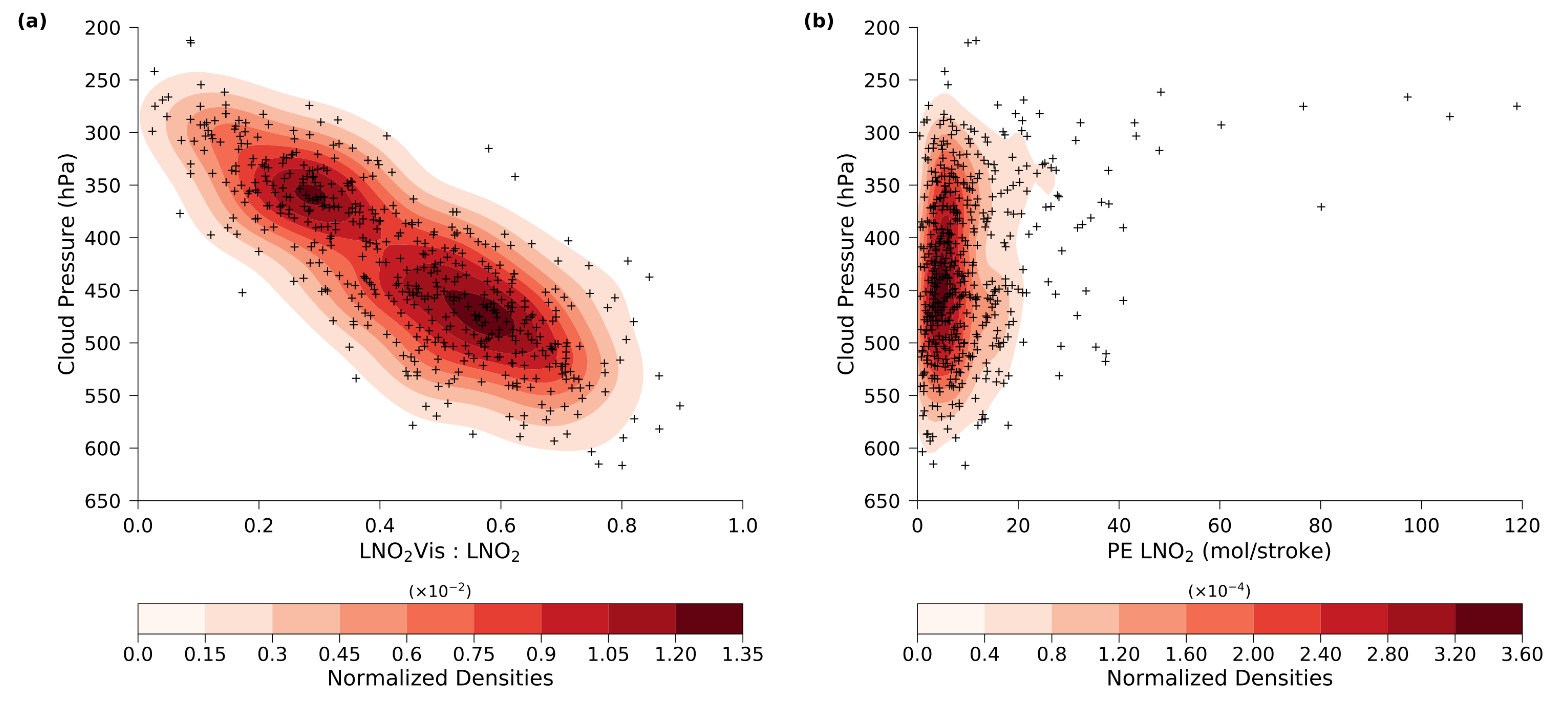 (a)
200
250
300
350
400
450
500
550
600
650
Cloud Pressure (hPa)
0.0 0.2 0.4 0.6 0.8 1.0
LNO₂Vis : LNO₂
(×10⁻²)
0.0 0.15 0.3 0.45 0.6 0.75 0.9 1.05 1.20 1.35
Normalized Densities
(b)
200
250
300
350
400
450
500
550
600
650
Cloud Pressure (hPa)
0 20 40 60 80 100 120
PE LNO₂ (mol/stroke)
(×10⁻⁴)
0.0 0.4 0.8 1.20 1.60 2.00 2.40 2.80 3.20 3.60
Normalized Densities